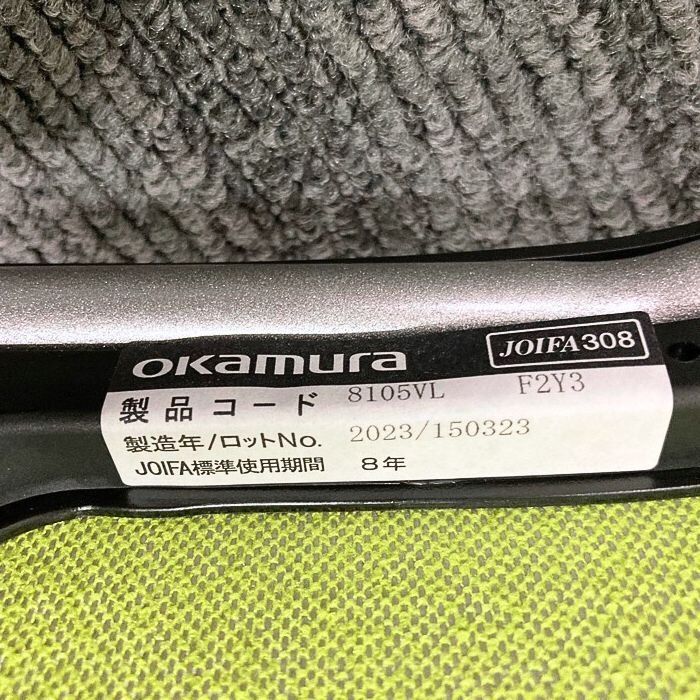 okamura JOIFA308
製品コード 8105VL F2Y3
製造年/ロットNo. 2023/150323
JOIFA標準使用期間 8年